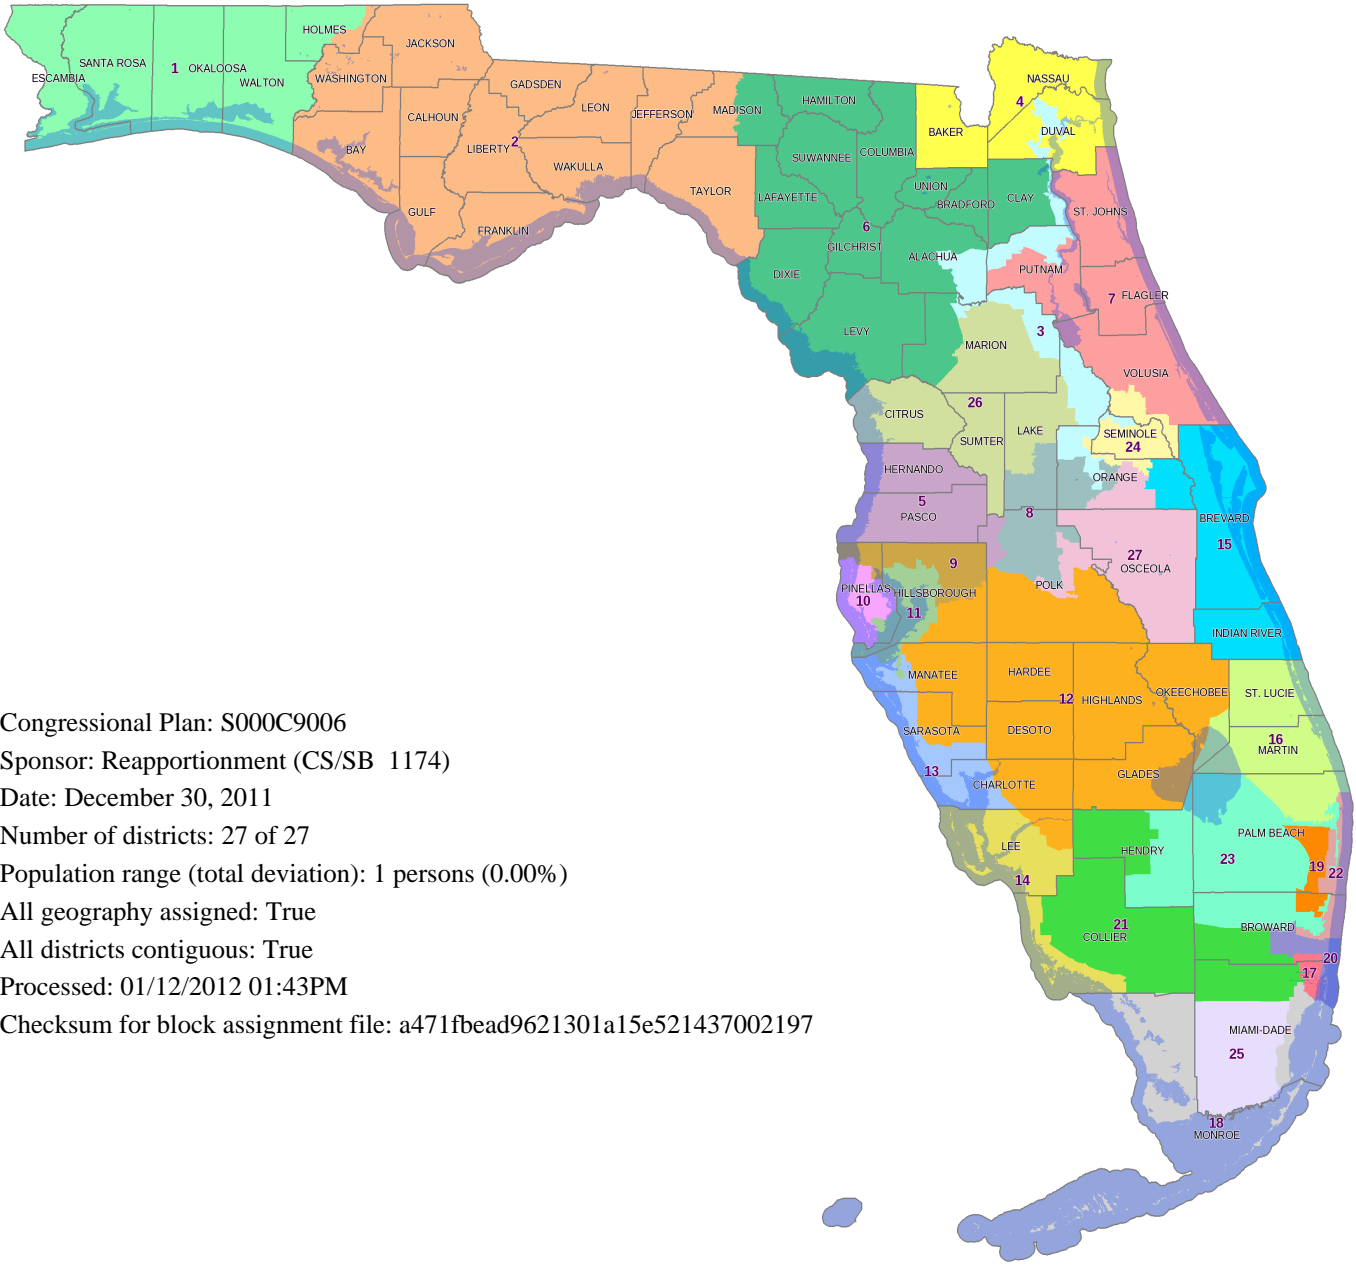 HOLMES
JACKSON
SANTA ROSA
1
OKALOOSA
ESCAMBIA
WALTON
WASHINGTON
GADSDEN
NASSAU
4
LEON
JEFFERSON
MADISON
HAMILTON
CALHOUN
BAKER
DUVAL
BAY
LIBERTY
2
WAKULLA
SUWANNEE
COLUMBIA
TAYLOR
LAFAYETTE
UNION
BRADFORD
CLAY
GULF
FRANKLIN
6
ST. JOHNS
GILCHRIST
ALACHUA
DIXIE
PUTNAM
7
FLAGLER
LEVY
3
MARION
VOLUSIA
26
CITRUS
SUMTER
LAKE
SEMINOLE
24
HERNANDO
ORANGE
5
PASCO
8
BREVARD
15
9
27
OSCEOLA
PINELLAS
10
HILLSBOROUGH
11
POLK
INDIAN RIVER
MANATEE
HARDEE
12
HIGHLANDS
OKEECHOBEE
ST. LUCIE
SARASOTA
DESOTO
16
MARTIN
13
CHARLOTTE
GLADES
LEE
14
HENDRY
PALM BEACH
23
19
22
21
COLLIER
BROWARD
20
17
MIAMI-DADE
25
18
MONROE
Congressional Plan: S000C9006
Sponsor: Reapportionment (CS/SB 1174)
Date: December 30, 2011
Number of districts: 27 of 27
Population range (total deviation): 1 persons (0.00%)
All geography assigned: True
All districts contiguous: True
Processed: 01/12/2012 01:43PM
Checksum for block assignment file: a471fbead9621301a15e521437002197